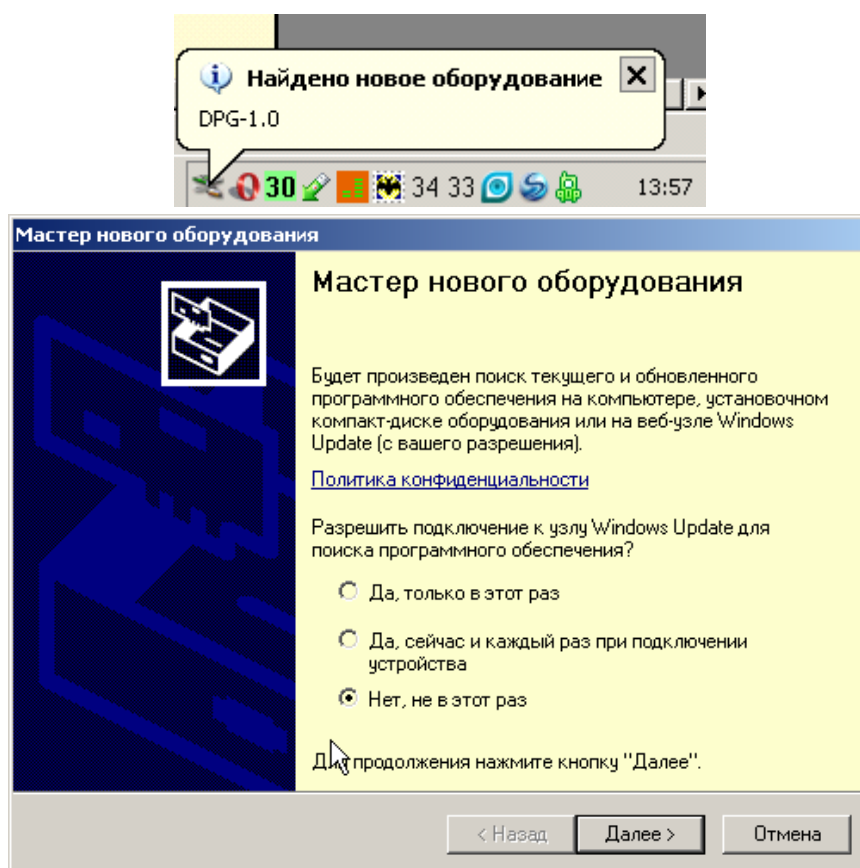 Найдено новое оборудование
DPG-1.0
30 34 33 13:57
Мастер нового оборудования
Мастер нового оборудования
Будет произведен поиск текущего и обновленного
программного обеспечения на компьютере, установочном
компакт-диске оборудования или на веб-узле Windows
Update (с вашего разрешения).
Политика конфиденциальности
Разрешить подключение к узлу Windows Update для
поиска программного обеспечения?
Да, только в этот раз
Да, сейчас и каждый раз при подключении
устройства
Нет, не в этот раз
Для продолжения нажмите кнопку "Далее".
< Назад Далее > Отмена